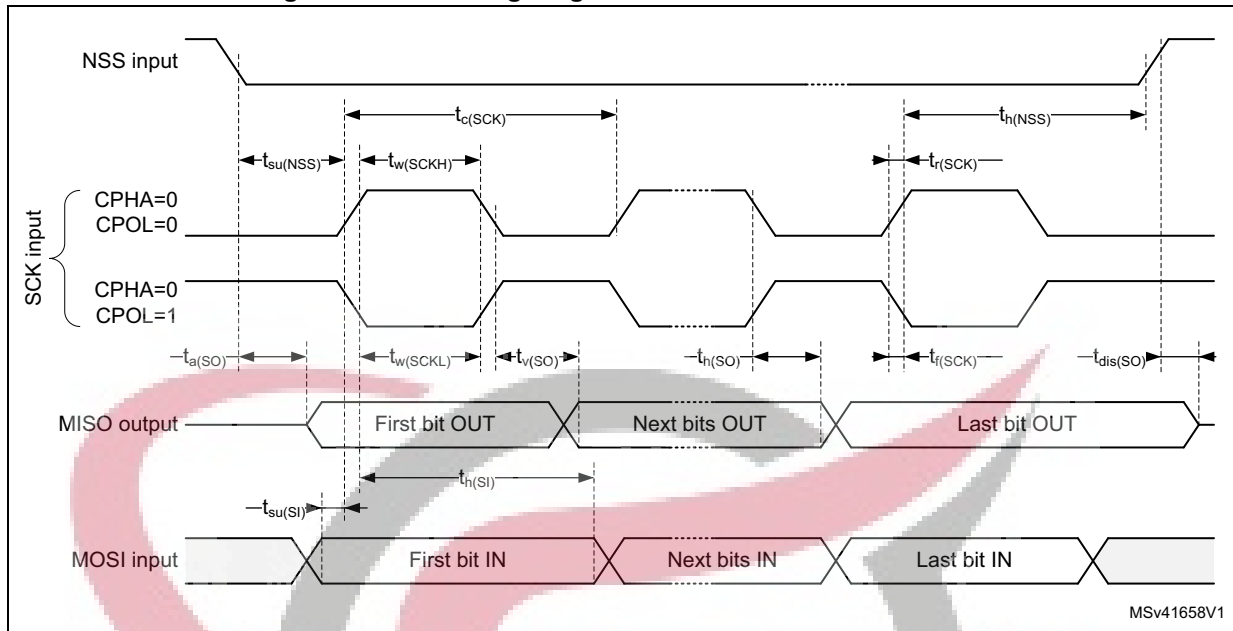 NSS input
tc(SCK)
th(NSS)
tsu(NSS)
tw(SCKH)
tr(SCK)
SCK input
CPHA=0
CPOL=0
CPHA=0
CPOL=1
ta(SO)
tw(SCKL)
tv(SO)
th(SO)
tf(SCK)
tdis(SO)
MISO output
First bit OUT
Next bits OUT
Last bit OUT
th(SI)
tsu(SI)
MOSI input
First bit IN
Next bits IN
Last bit IN
MSv41658V1